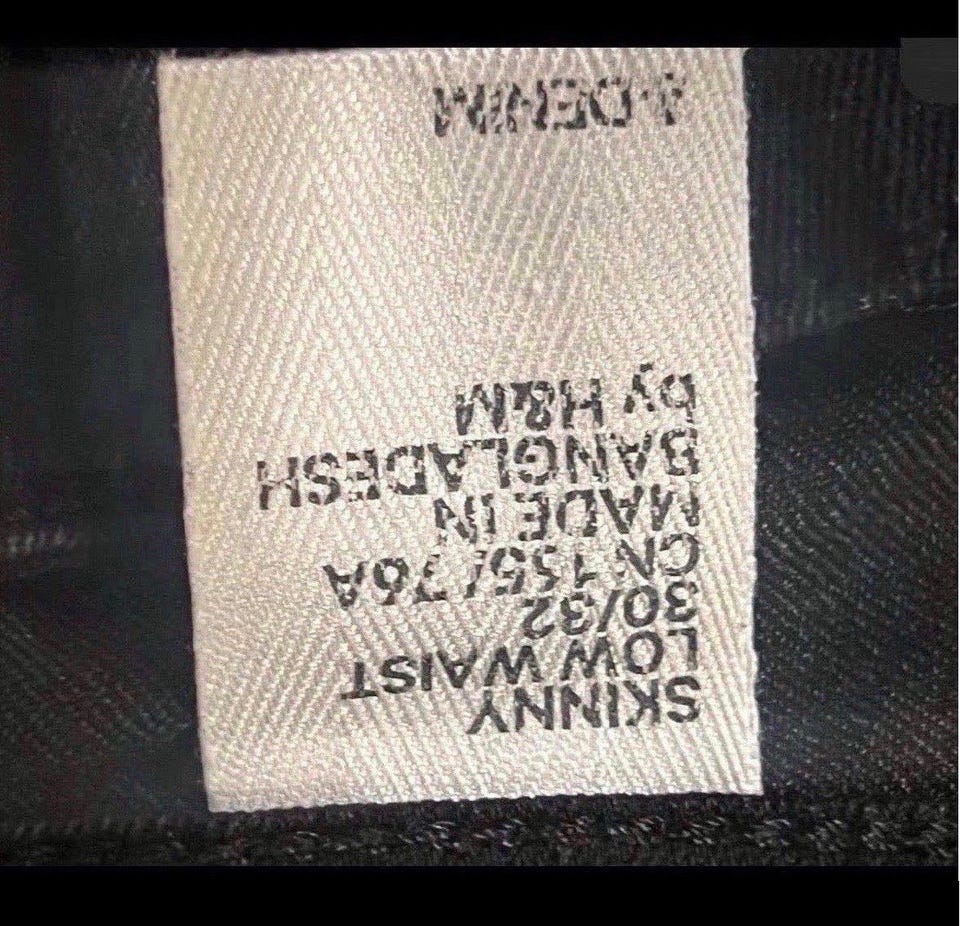 SKINNY
LOW WAIST
30/32
CN 155/76A
MADE IN
BANGLADESH
by H&M
&DENIM